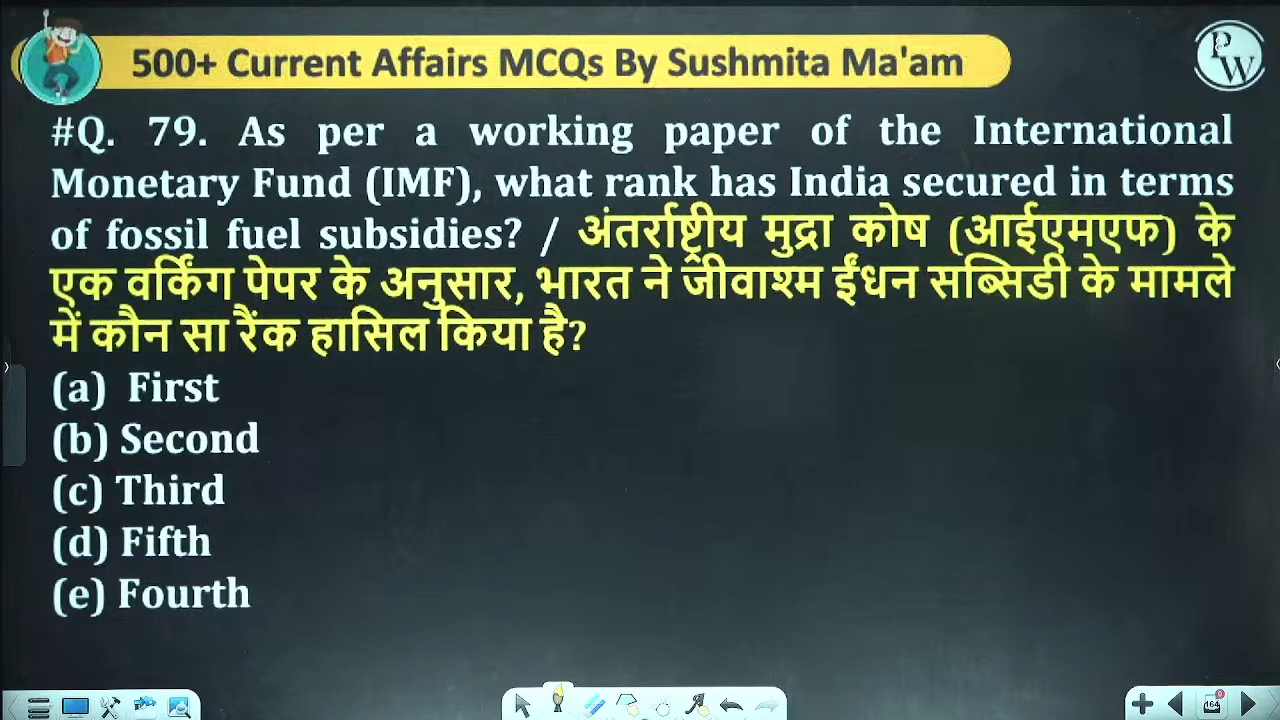 500+ Current Affairs MCQs By Sushmita Ma'am
PW
#Q. 79. As per a working paper of the International
Monetary Fund (IMF), what rank has India secured in terms
of fossil fuel subsidies? / अंतर्राष्ट्रीय मुद्रा कोष (आईएमएफ) के
एक वर्किंग पेपर के अनुसार, भारत ने जीवाश्म ईंधन सब्सिडी के मामले
में कौन सा रैंक हासिल किया है?
(a) First
(b) Second
(c) Third
(d) Fifth
(e) Fourth
164